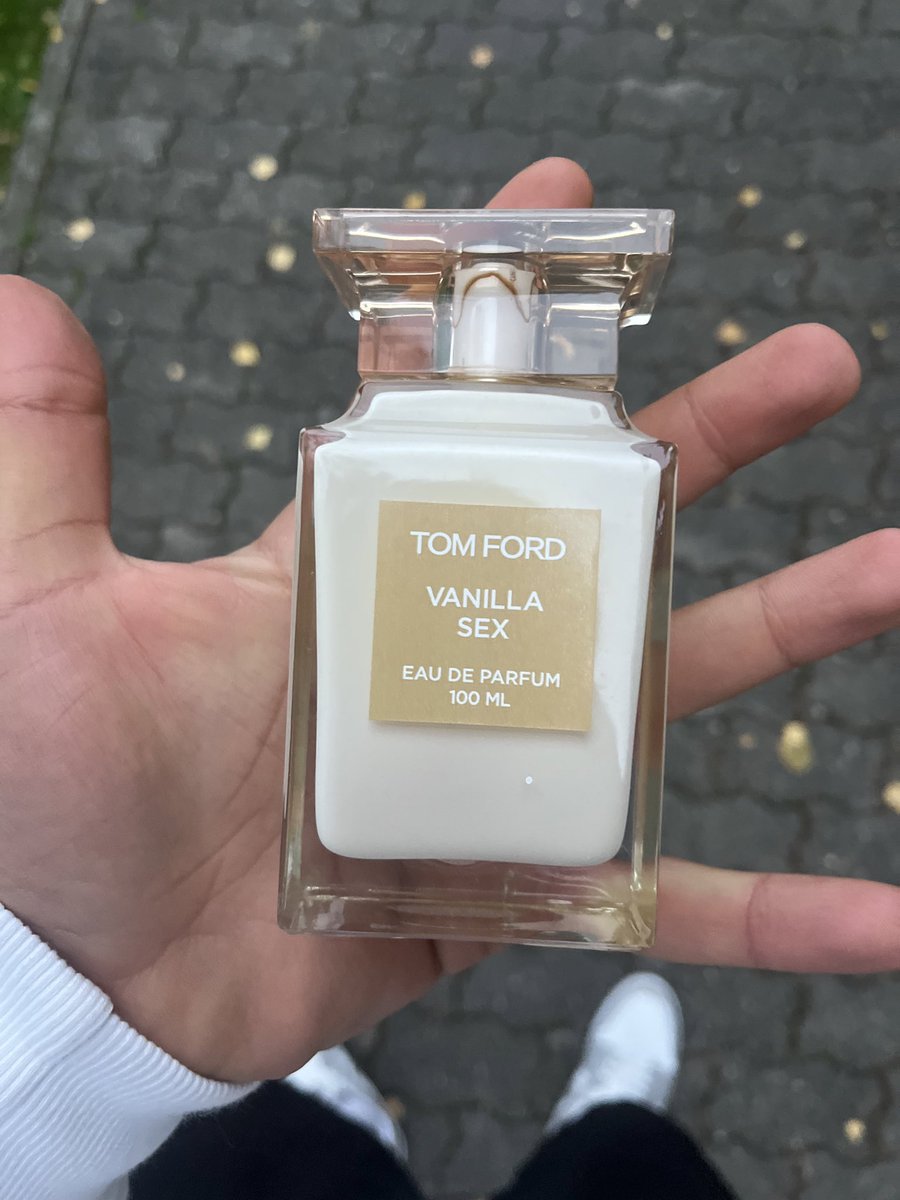 TOM FORD
VANILLA
SEX
EAU DE PARFUM
100 ML